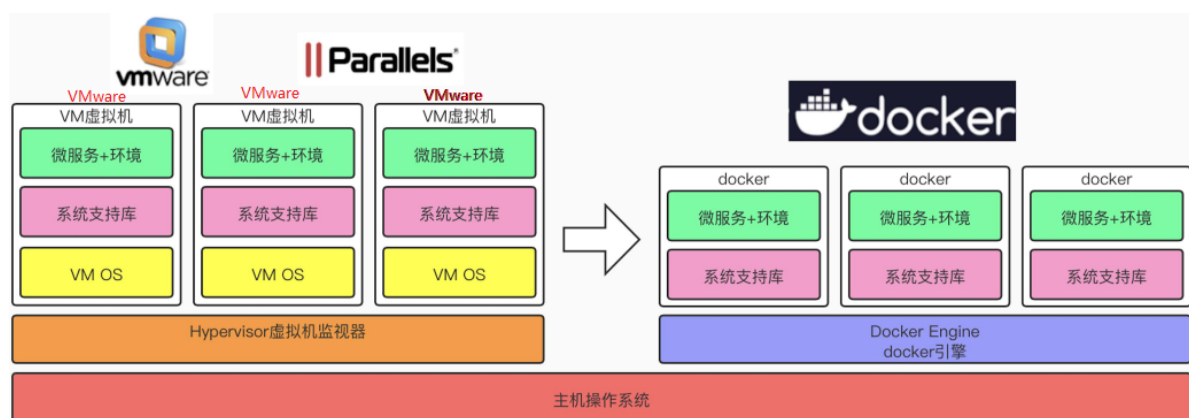 vmware
Parallels
VMware
VMware
VMware
VM虚拟机
VM虚拟机
VM虚拟机
微服务+环境
微服务+环境
微服务+环境
系统支持库
系统支持库
系统支持库
VM OS
VM OS
VM OS
Hypervisor虚拟机监视器
docker
docker
docker
docker
微服务+环境
微服务+环境
微服务+环境
系统支持库
系统支持库
系统支持库
Docker Engine
docker引擎
主机操作系统